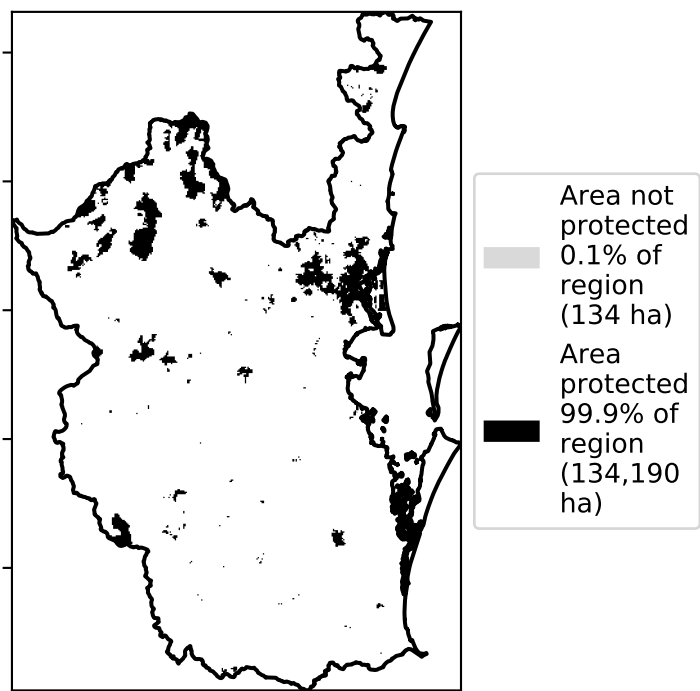 Area not
protected
0.1% of
region
(134 ha)
Area
protected
99.9% of
region
(134,190
ha)